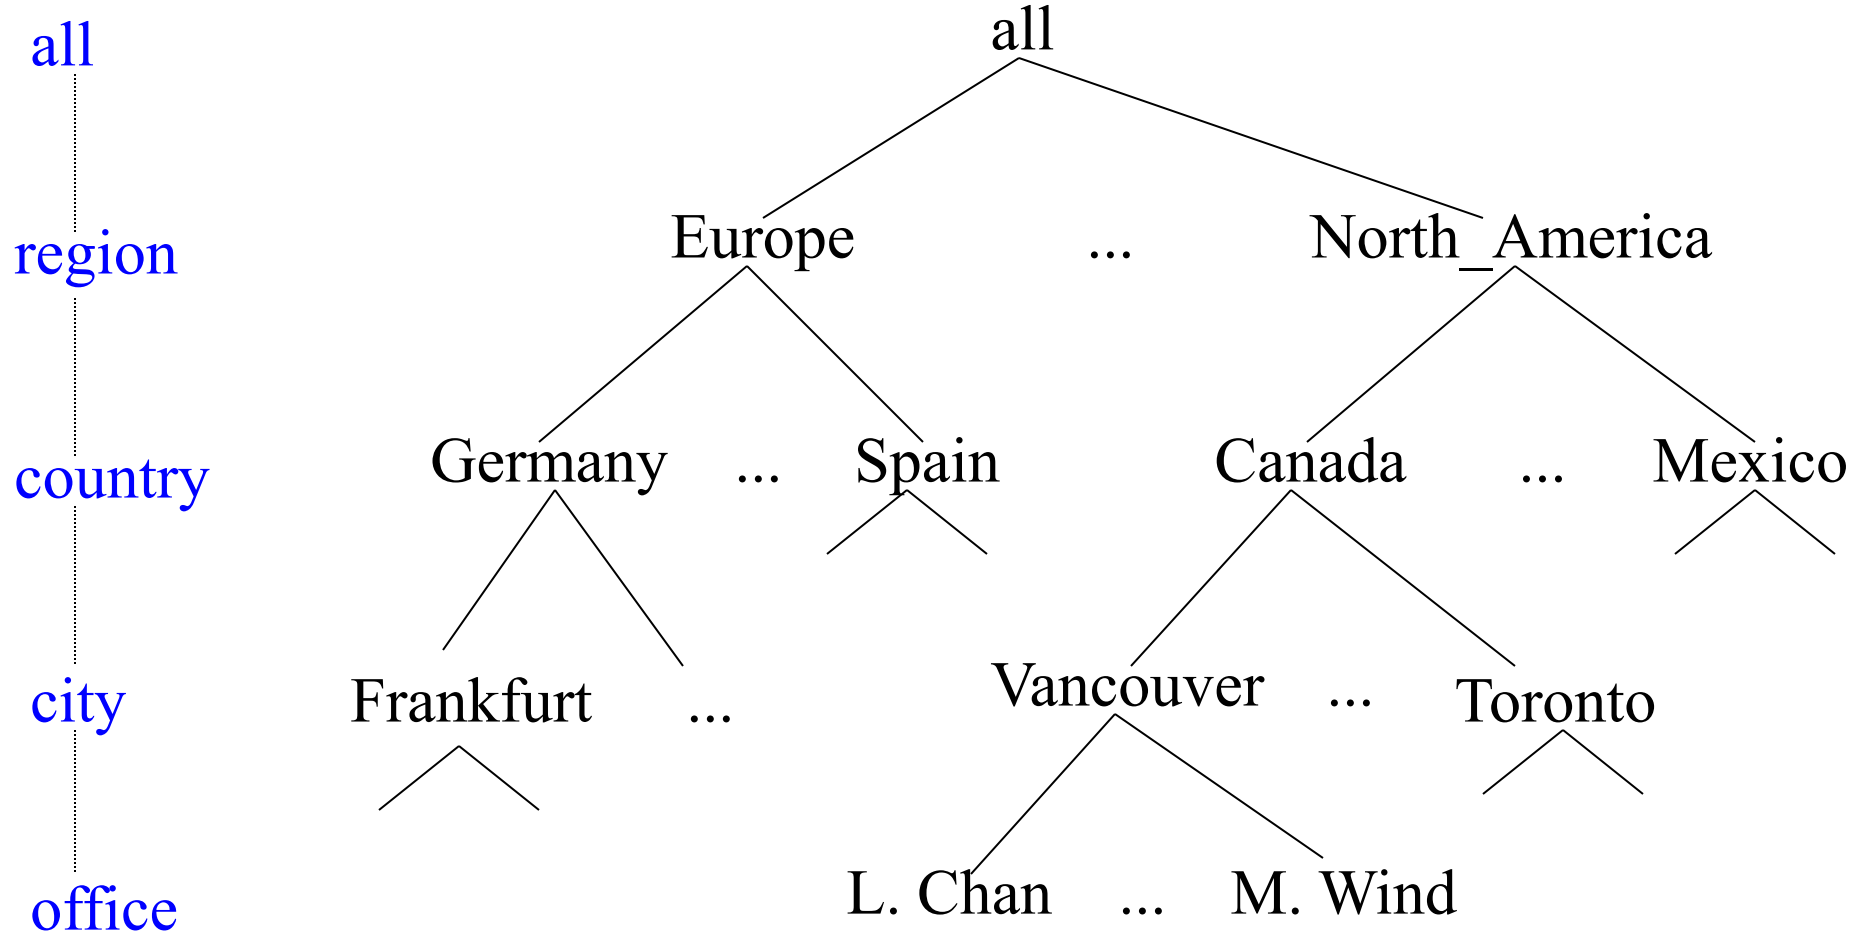 all
all
region
Europe ... North_America
country
Germany ... Spain Canada ... Mexico
city
Frankfurt ... Vancouver ... Toronto
office
L. Chan ... M. Wind